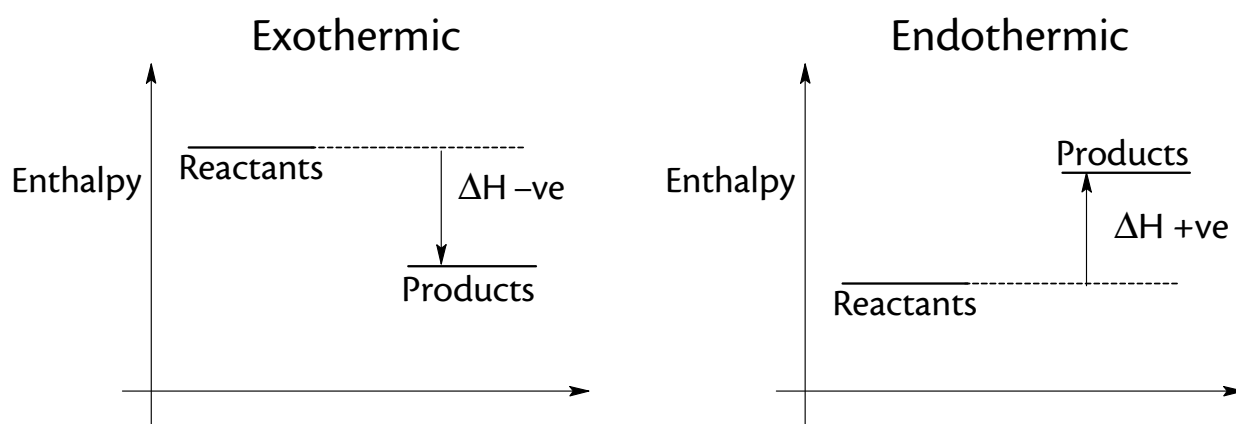 Exothermic
Enthalpy
Reactants
ΔH –ve
Products
Endothermic
Enthalpy
Products
ΔH +ve
Reactants